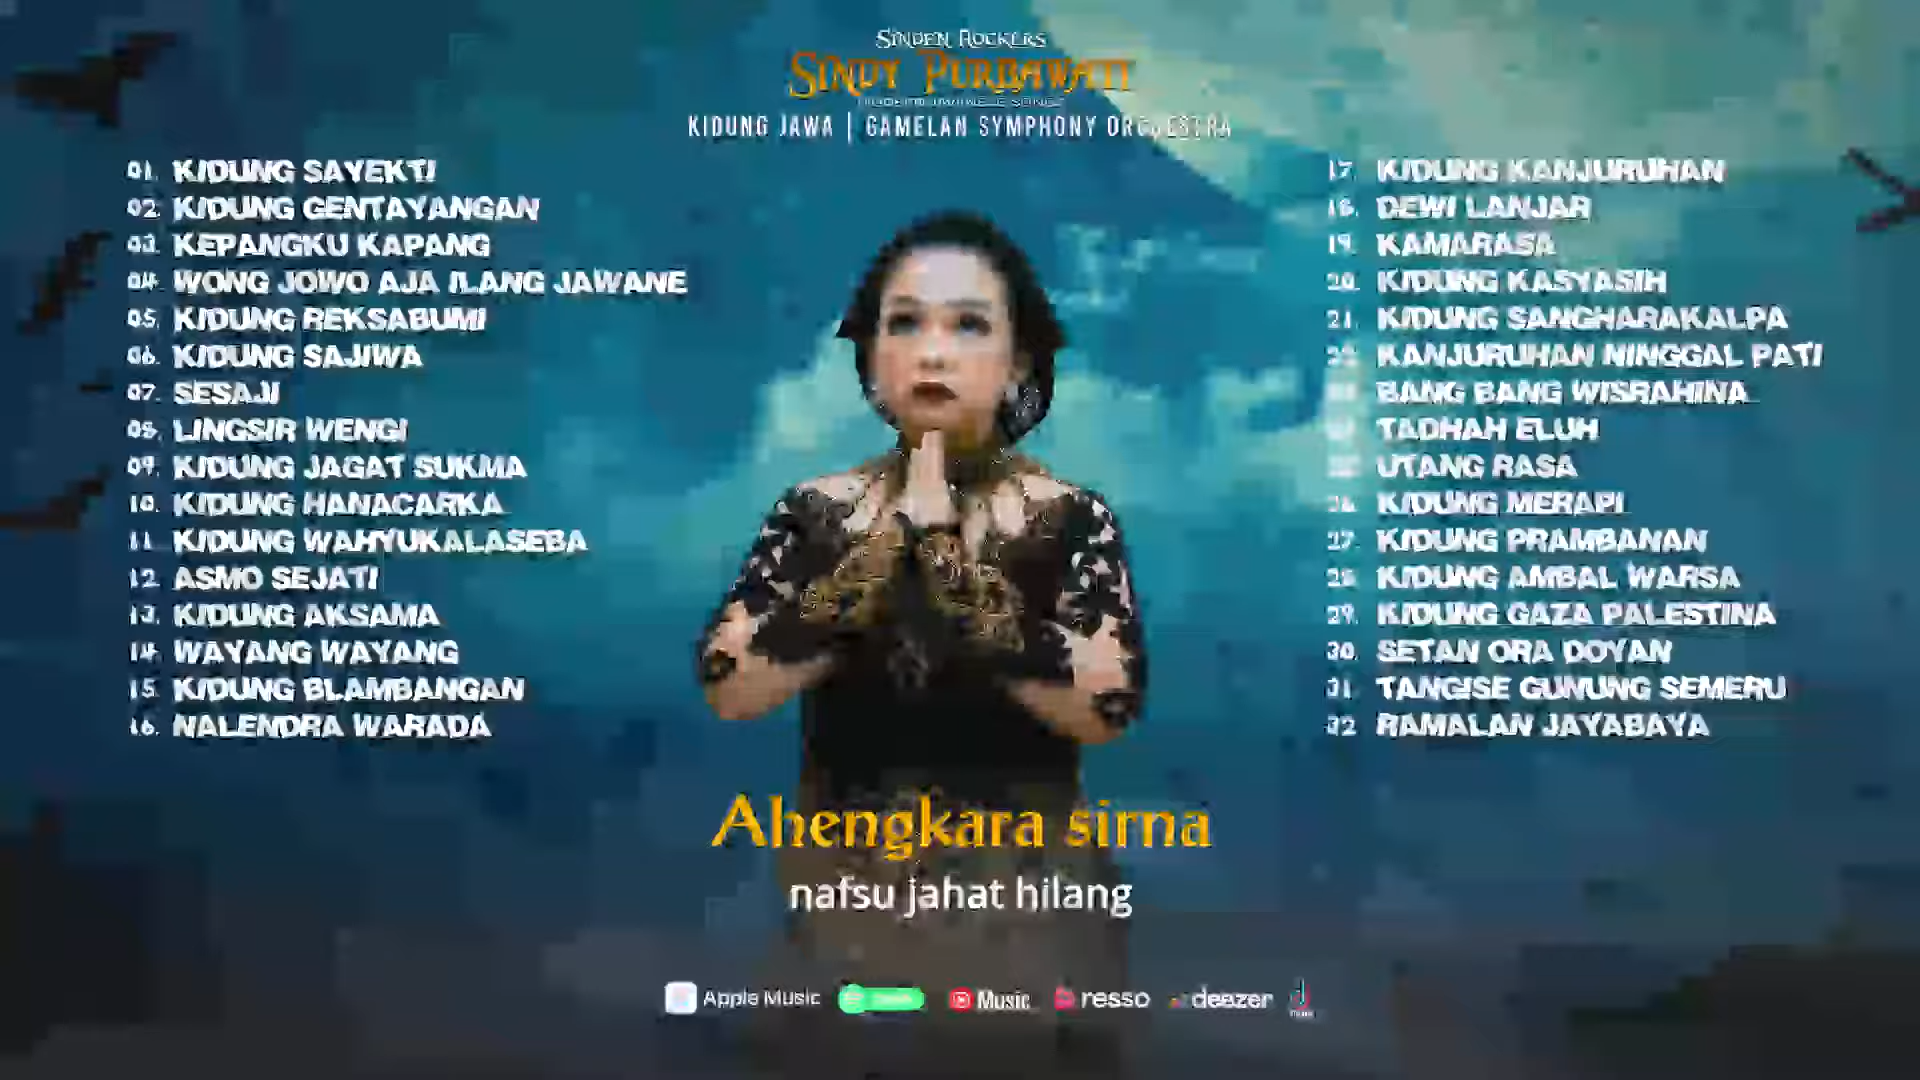 SINDEN ROCKERS
SINDY PURBAWATI
KIDUNG JAWA | GAMELAN SYMPHONY ORCHESTRA
01. KIDUNG SAYEKTI
02. KIDUNG GENTAYANGAN
03. KEPANGKU KAPANG
04. WONG JOWO AJA ILANG JAWANE
05. KIDUNG REKSABUMI
06. KIDUNG SAJIWA
07. SESAJI
08. LINGSIR WENGI
09. KIDUNG JAGAT SUKMA
10. KIDUNG HANACARKA
11. KIDUNG WAHYUKALASEBA
12. ASMO SEJATI
13. KIDUNG AKSAMA
14. WAYANG WAYANG
15. KIDUNG BLAMBANGAN
16. NALENDRA WARADA
17. KIDUNG KANJURUHAN
18. DEWI LANJAR
19. KAMARASA
20. KIDUNG KASYASIH
21. KIDUNG SANGHARAKALPA
KANJURUHAN NINGGAL PATI
BANG BANG WISRAHINA
TADHAH ELUH
UTANG RASA
26. KIDUNG MERAPI
27. KIDUNG PRAMBANAN
28. KIDUNG AMBAL WARSA
29. KIDUNG GAZA PALESTINA
30. SETAN ORA DOYAN
31. TANGISE GUNUNG SEMERU
32. RAMALAN JAYABAYA
Ahengkara sirna
nafsu jahat hilang
Apple Music Music resso deezer